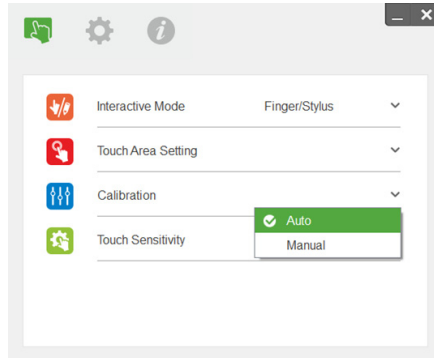 Interactive Mode Finger/Stylus
Touch Area Setting
Calibration
Auto
Touch Sensitivity
Manual